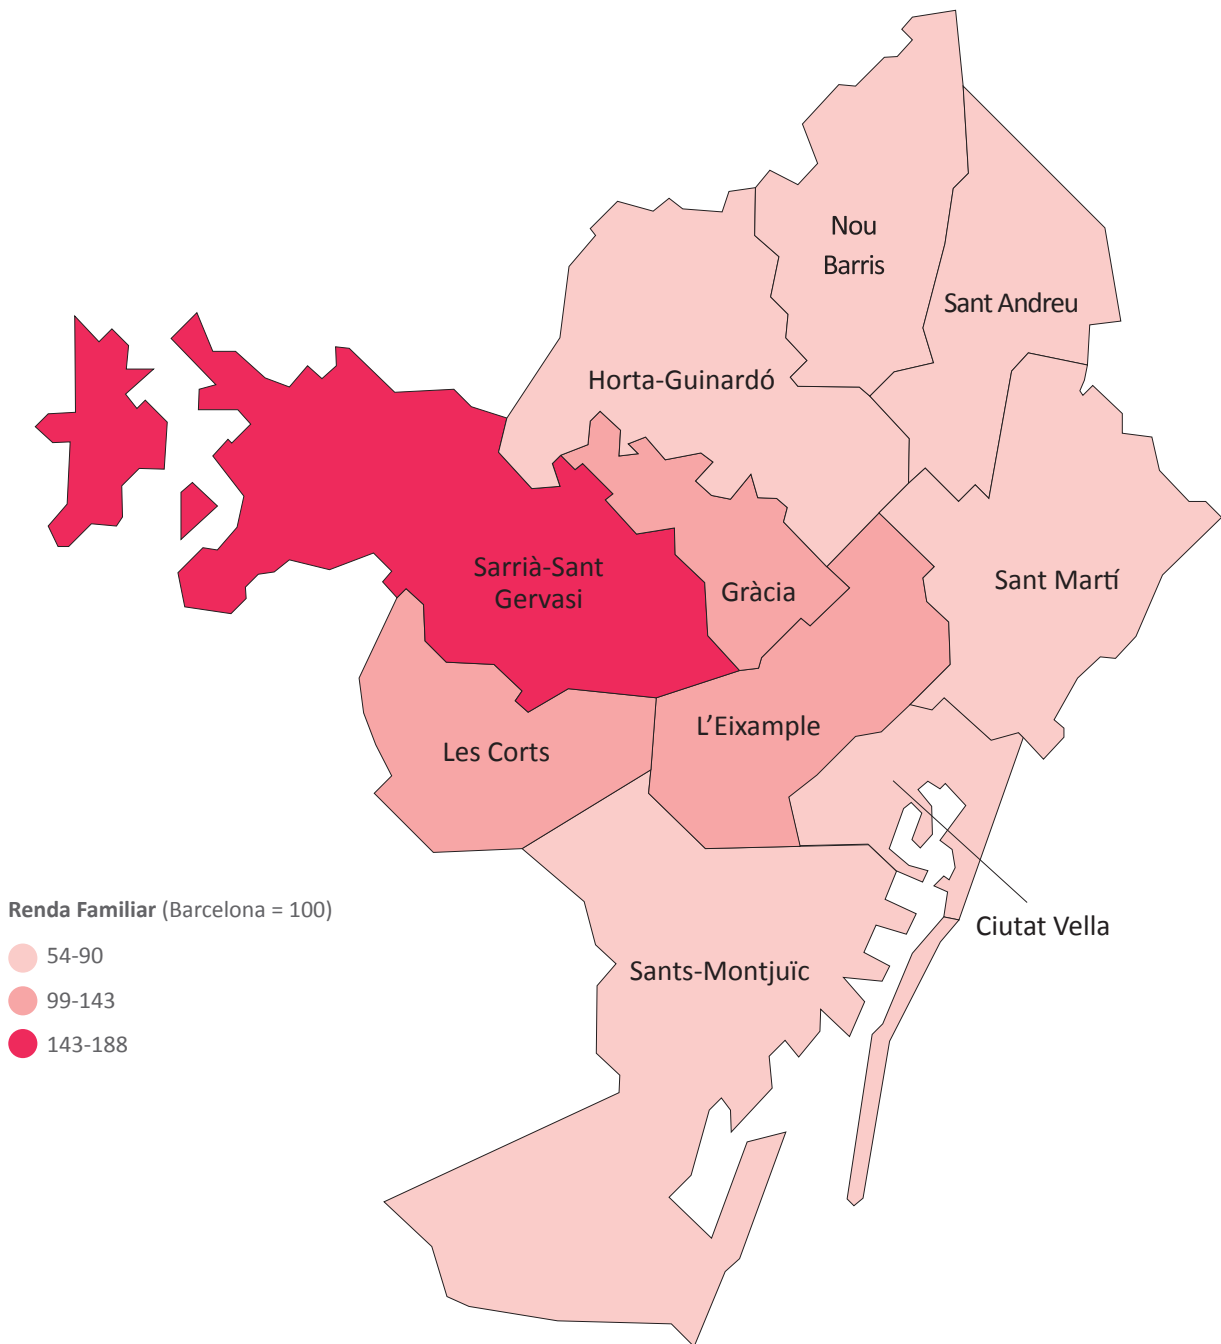 Nou
Barris
Sant Andreu
Horta-Guinardó
Sarrià-Sant
Gervasi
Gràcia
Sant Martí
L’Eixample
Les Corts
Renda Familiar (Barcelona = 100)
54-90
99-143
143-188
Ciutat Vella
Sants-Montjuïc